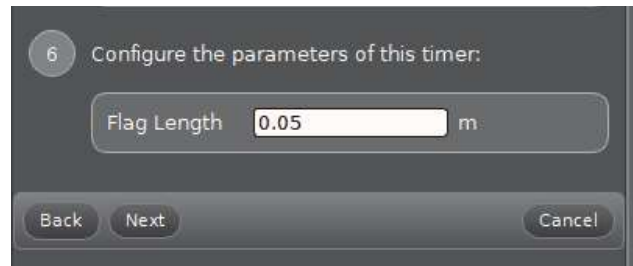 6 Configure the parameters of this timer:
Flag Length 0.05 m
Back Next Cancel